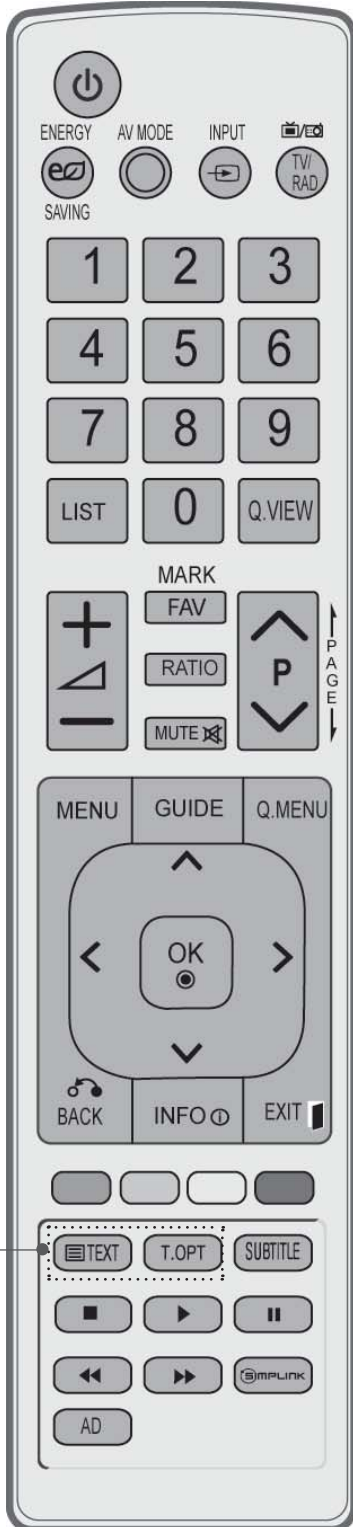 ENERGY AV MODE INPUT
TV/
RAD
SAVING
1 2 3
4 5 6
7 8 9
LIST 0 Q.VIEW
MARK
FAV
RATIO
MUTE
P
PAGE
MENU GUIDE Q.MENU
OK
BACK INFO EXIT
TEXT T.OPT SUBTITLE
SIMPLINK
AD